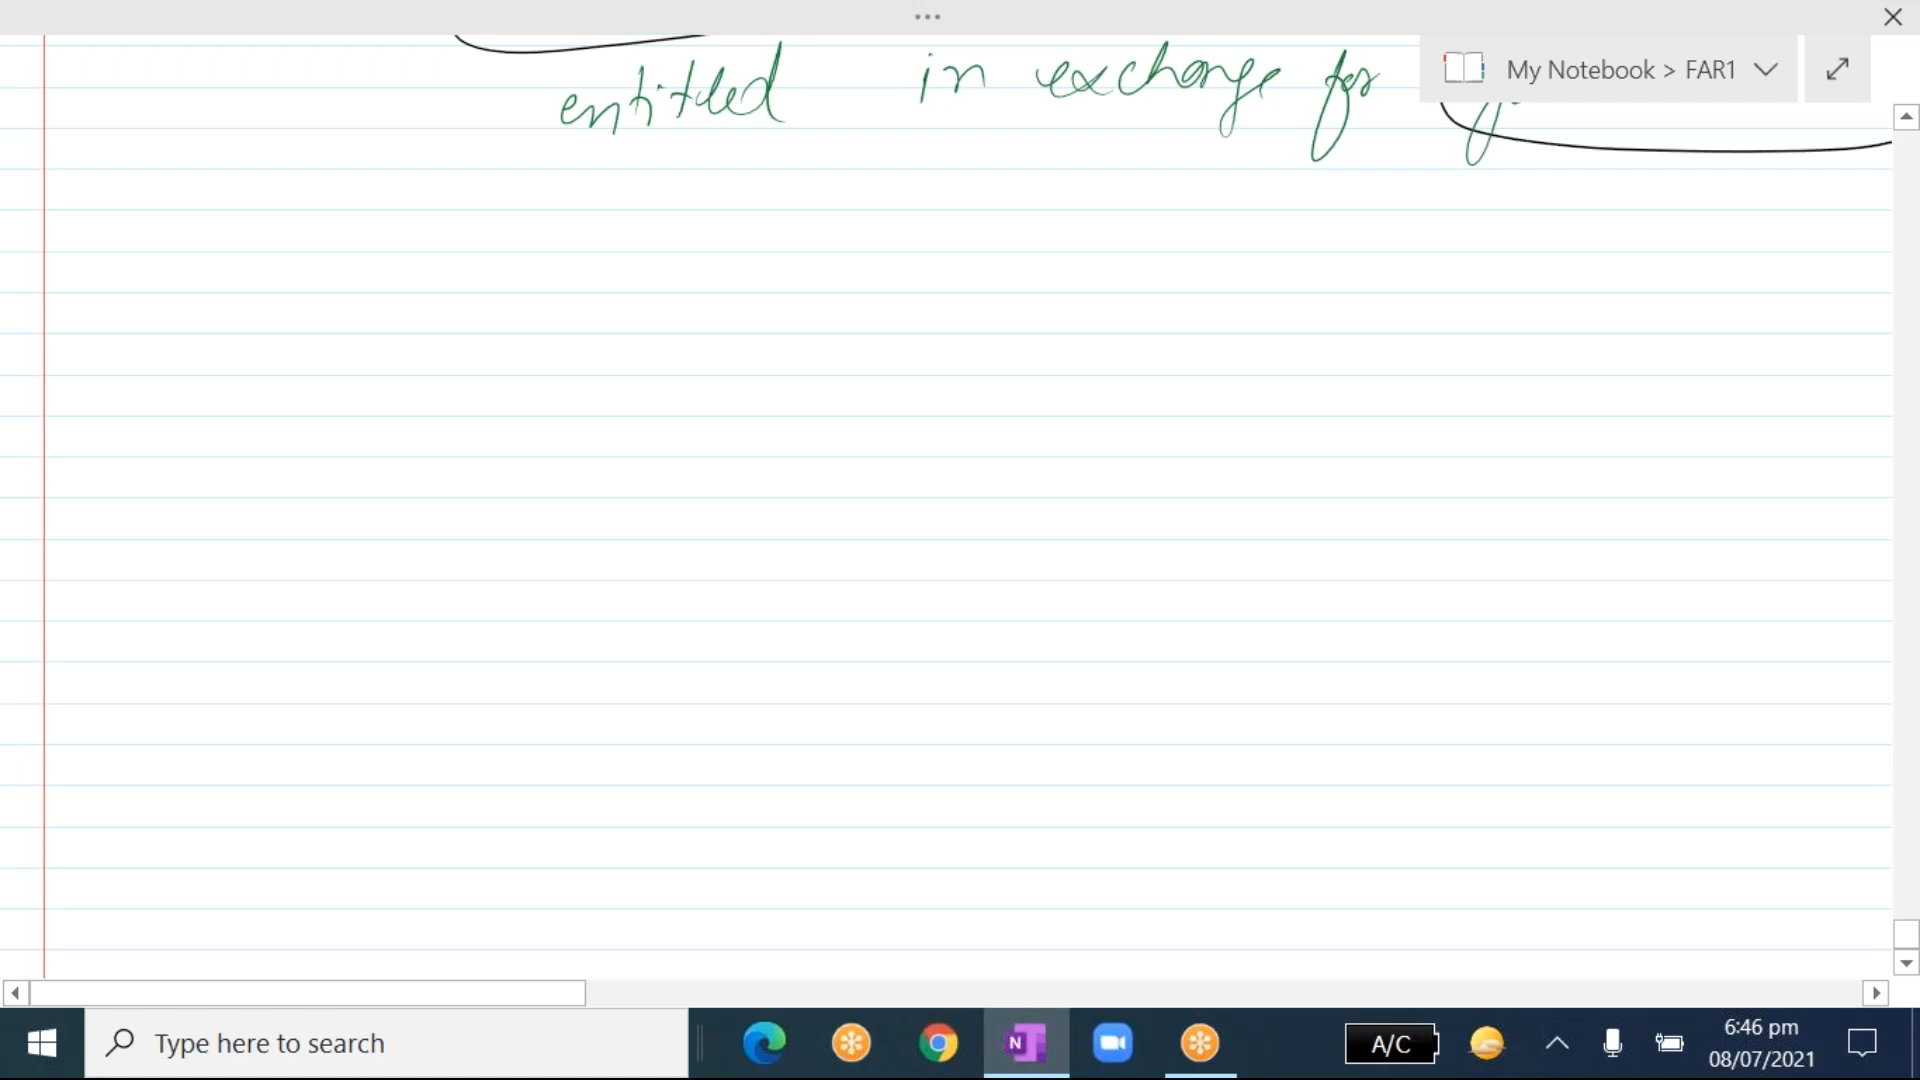 My Notebook > FAR1
entitled in exchange for
Type here to search
N
A/C
6:46 pm
08/07/2021